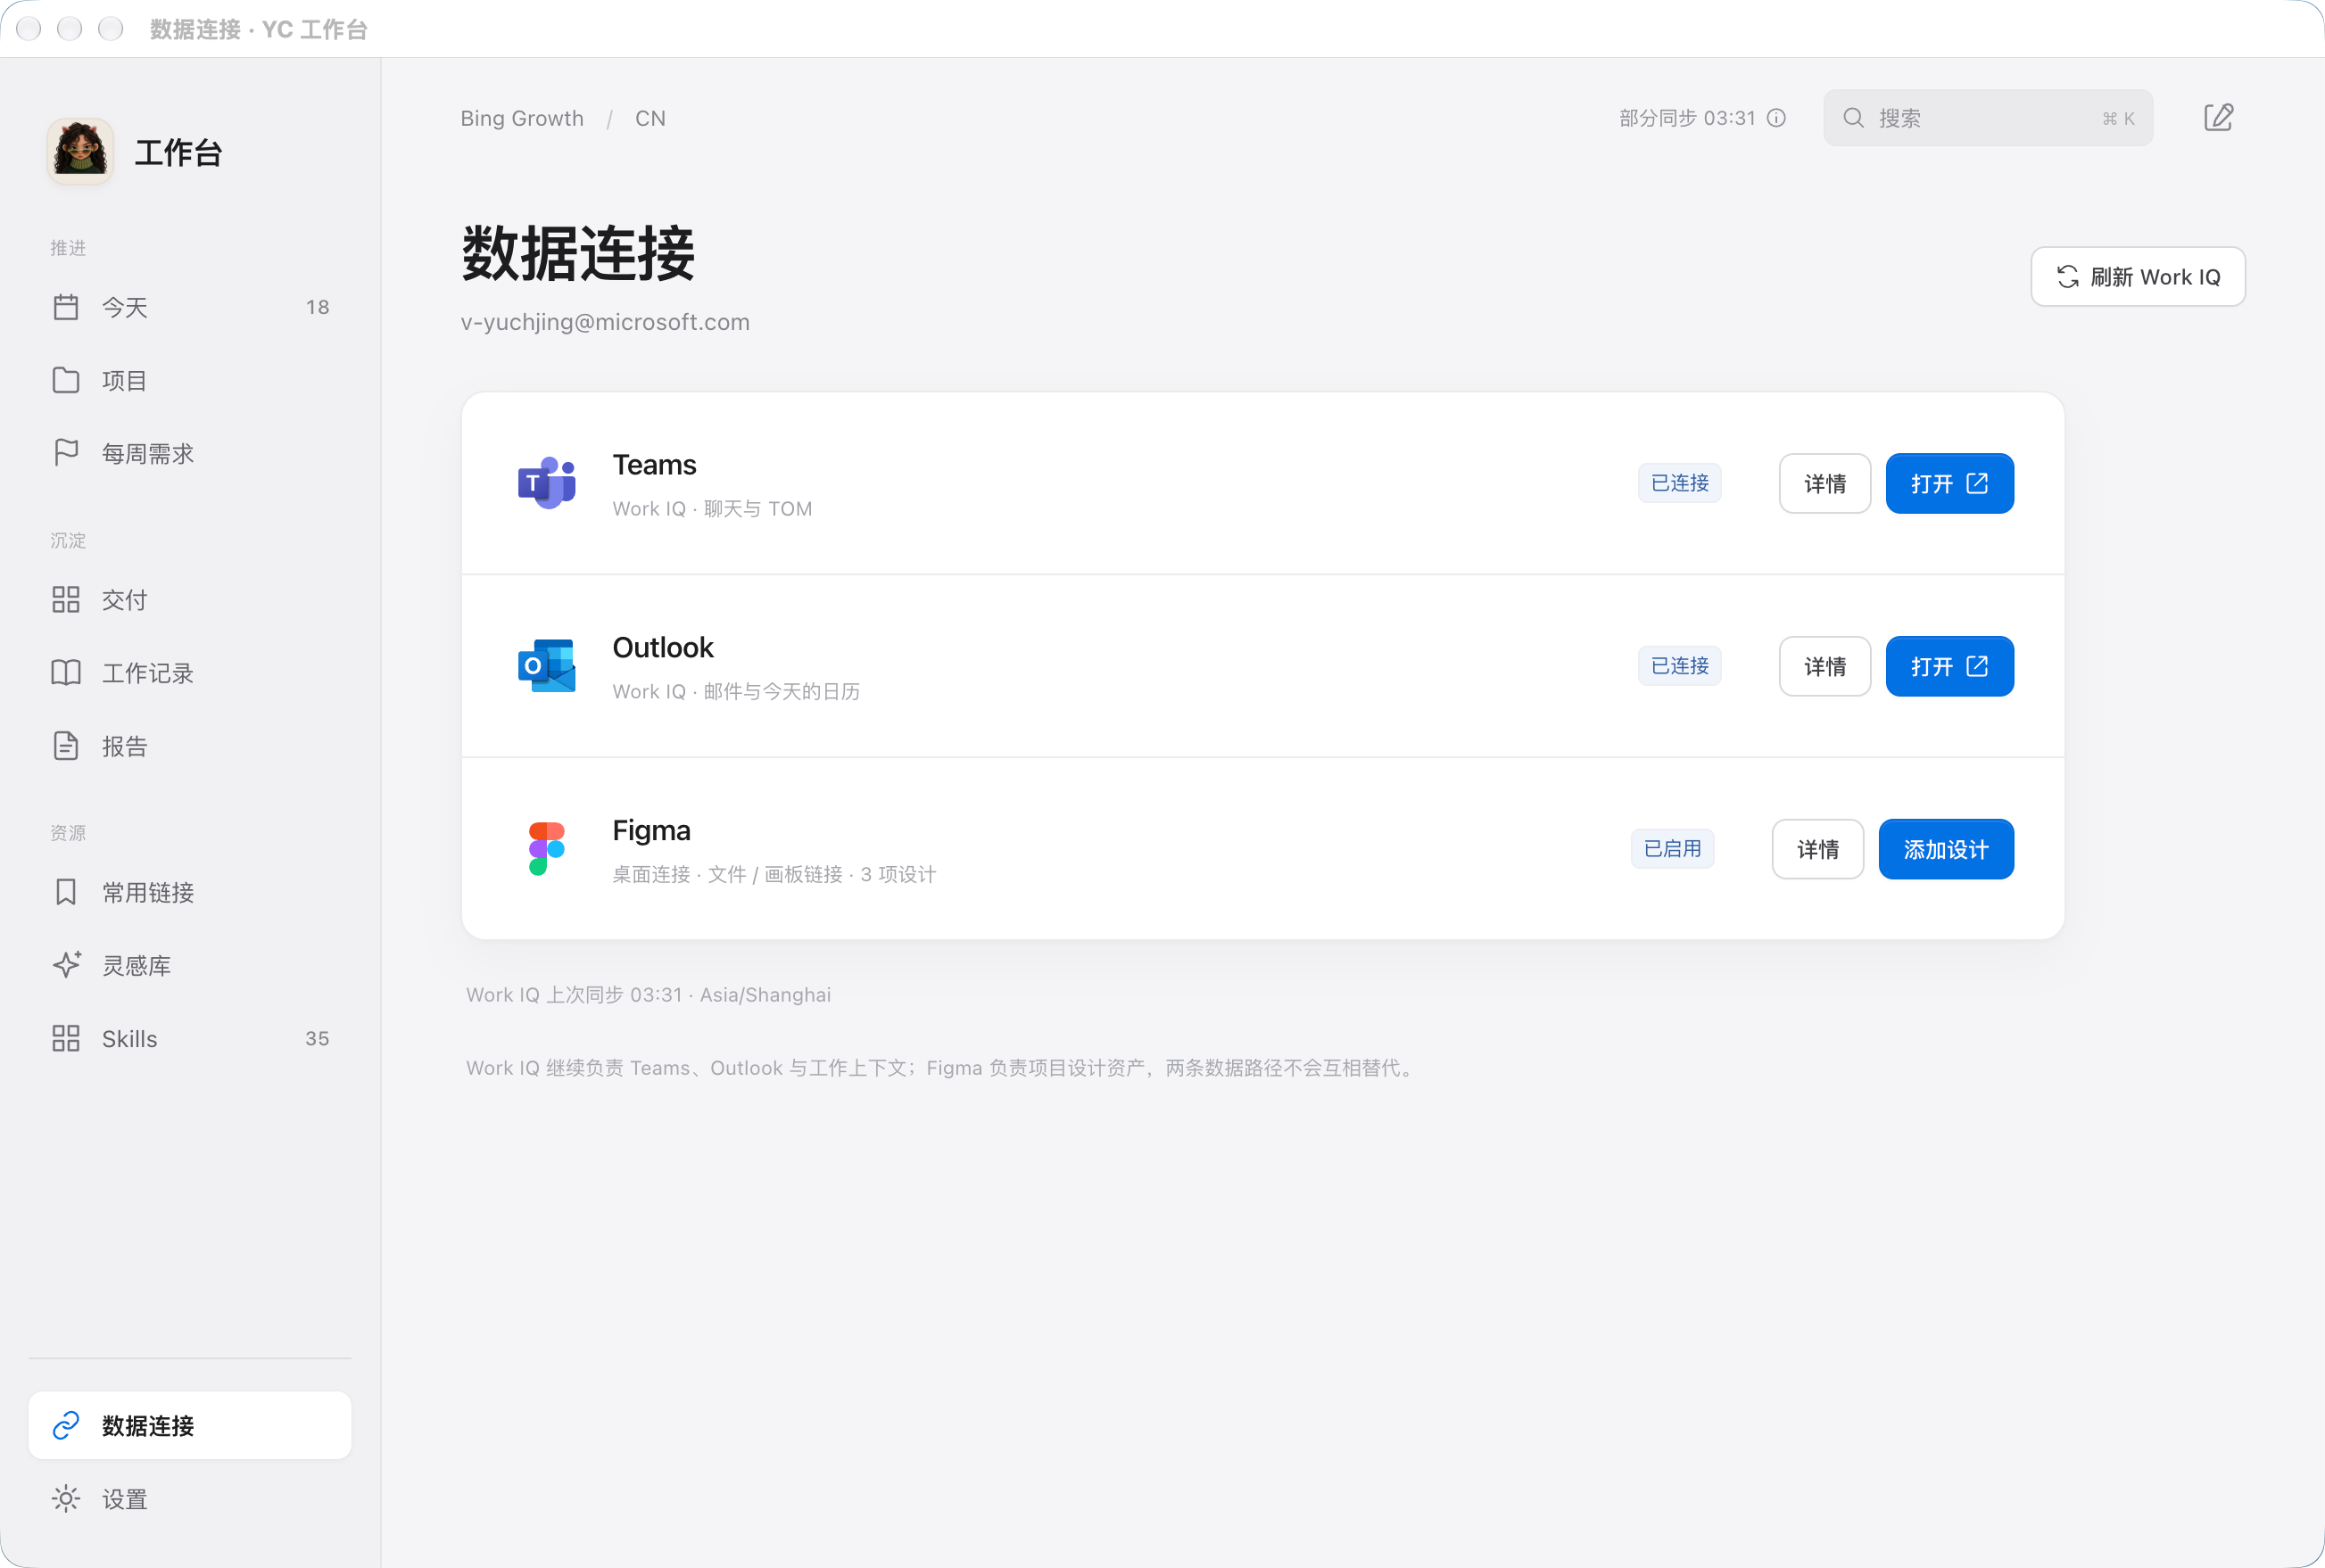 数据连接 · YC 工作台
工作台
推进
今天 18
项目
每周需求
沉淀
交付
工作记录
报告
资源
常用链接
灵感库
Skills 35
数据连接
设置
Bing Growth / CN
部分同步 03:31
搜索 ⌘ K
数据连接
v-yuchjing@microsoft.com
刷新 Work IQ
T
Teams
Work IQ · 聊天与 TOM
已连接 详情 打开
O
Outlook
Work IQ · 邮件与今天的日历
已连接 详情 打开
Figma
桌面连接 · 文件 / 画板链接 · 3 项设计
已启用 详情 添加设计
Work IQ 上次同步 03:31 · Asia/Shanghai
Work IQ 继续负责 Teams、Outlook 与工作上下文；Figma 负责项目设计资产，两条数据路径不会互相替代。